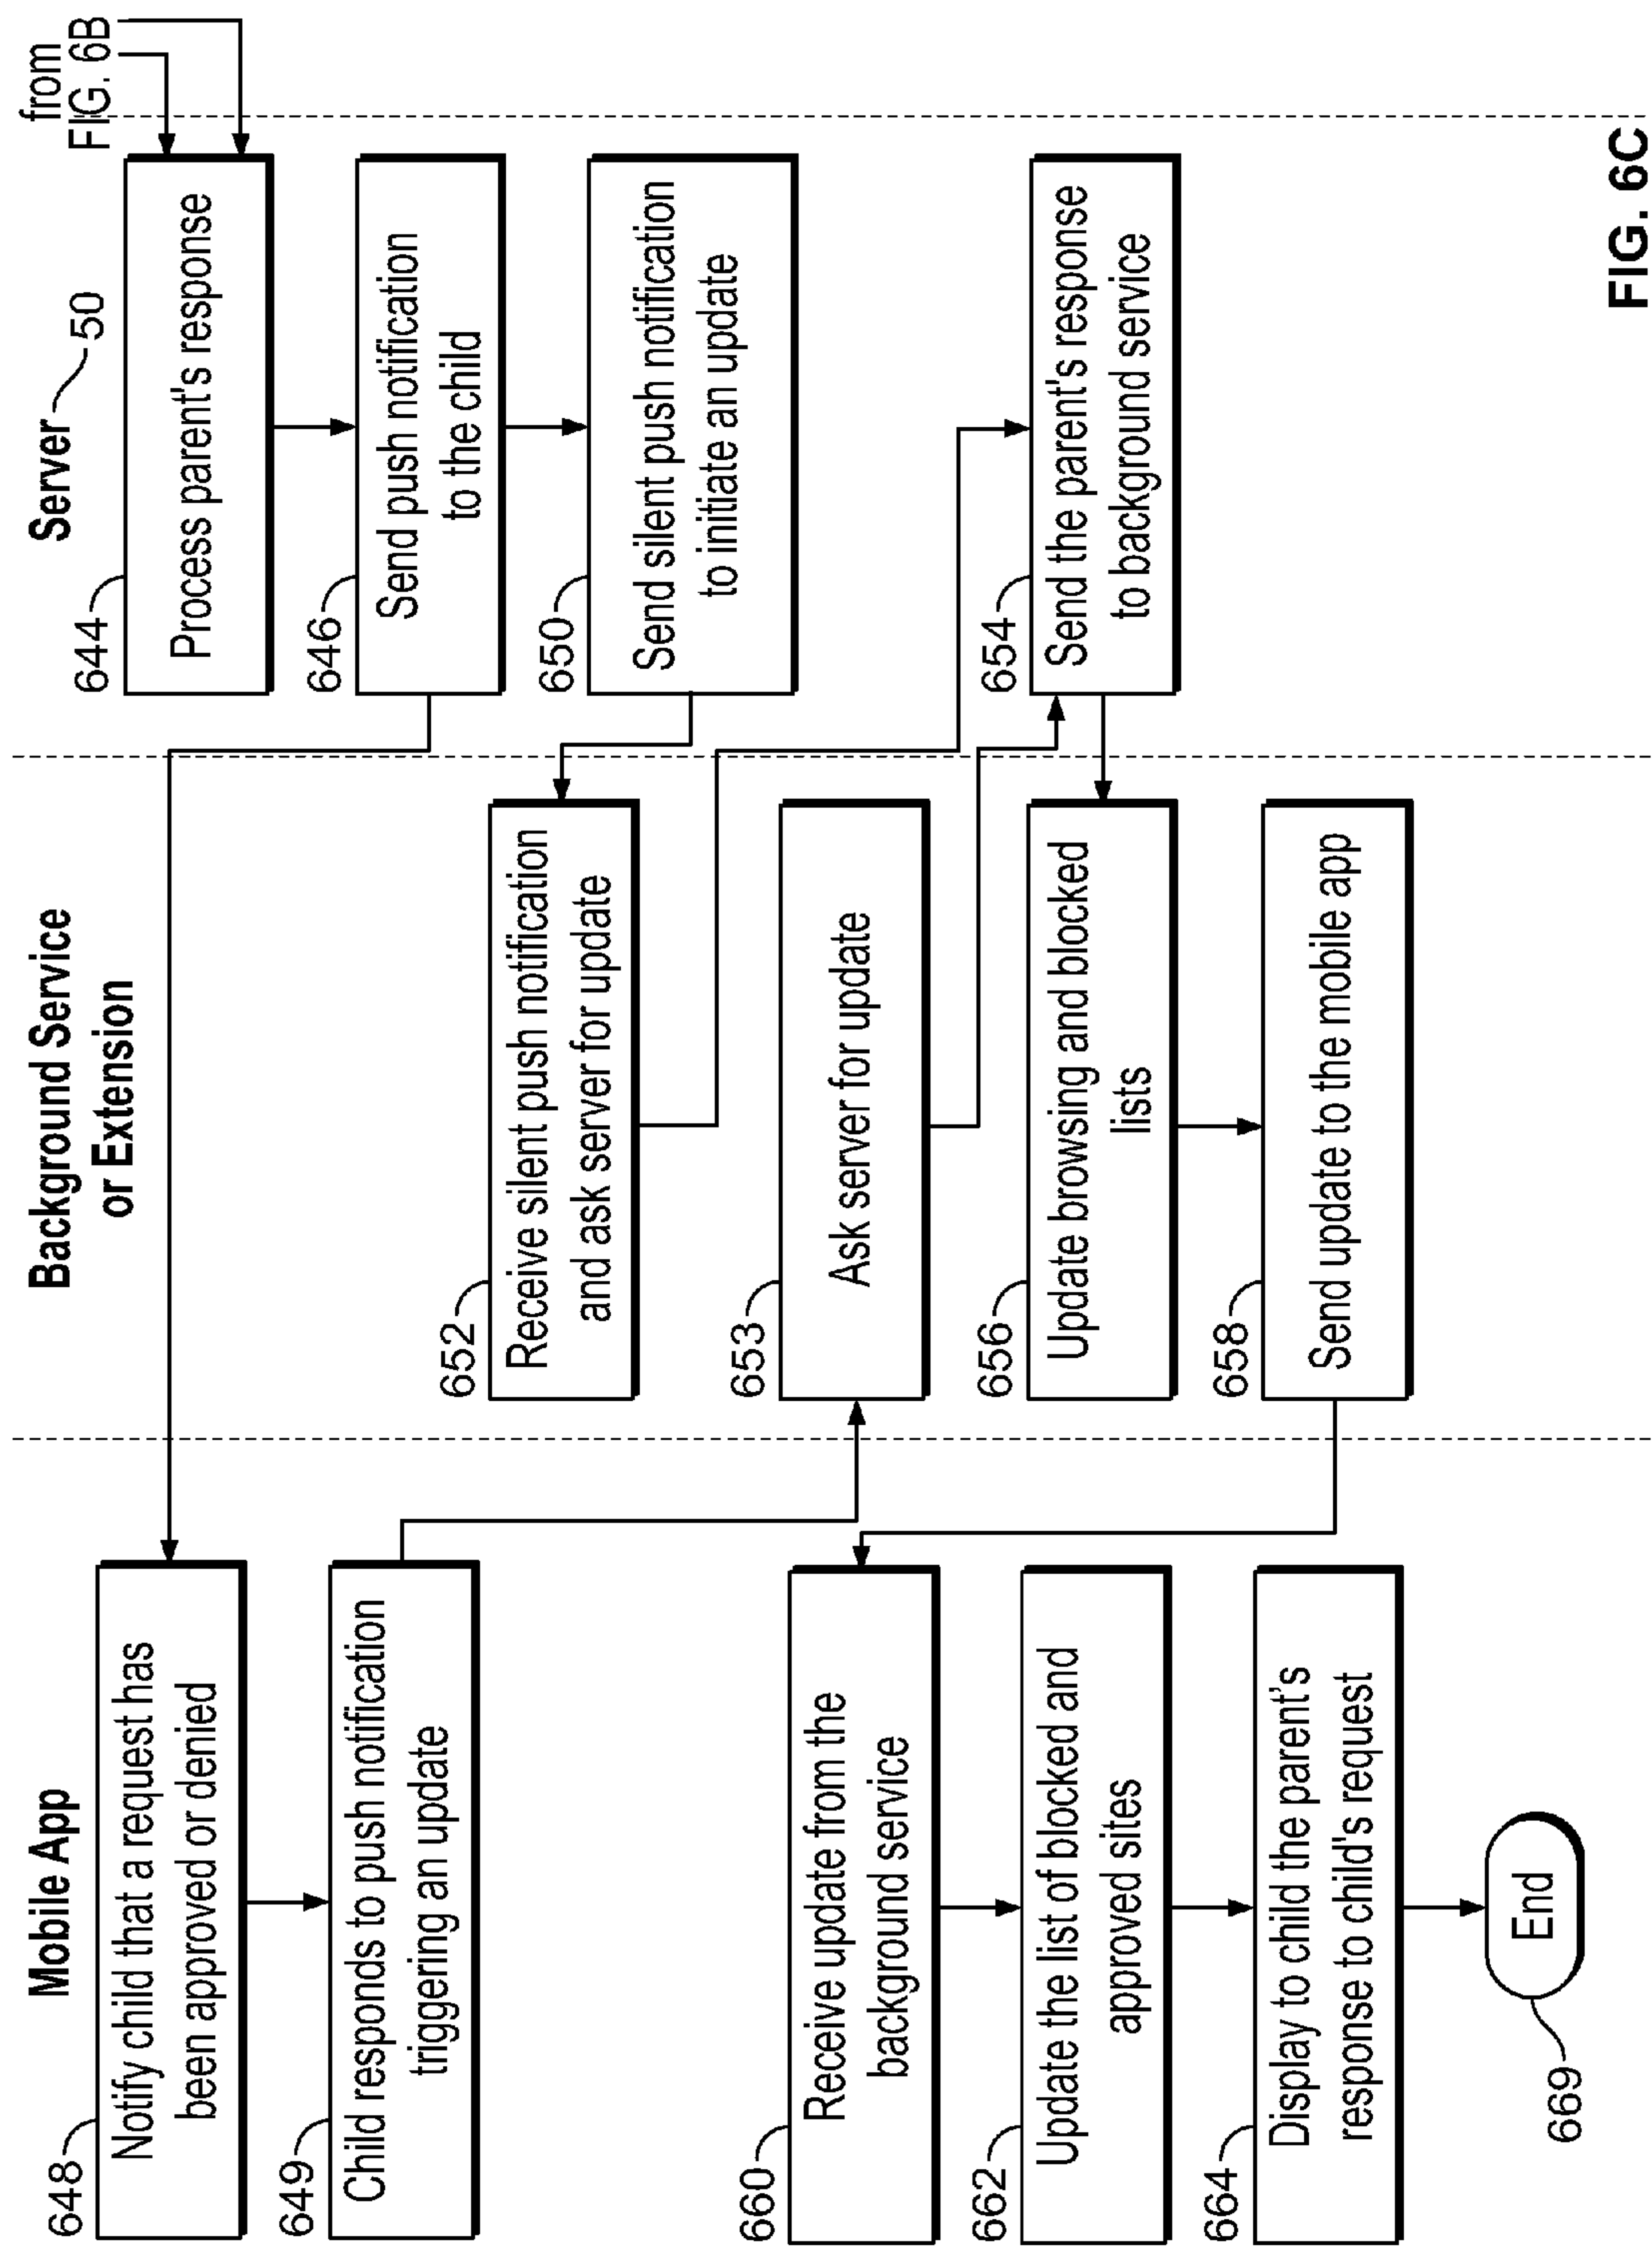 Mobile App
Background Service
or Extension
Server
50
from
FIG. 6B
648
Notify child that a request has
been approved or denied
649
Child responds to push notification
triggering an update
660
Receive update from the
background service
662
Update the list of blocked and
approved sites
664
Display to child the parent's
response to child's request
End
669
652
Receive silent push notification
and ask server for update
653
Ask server for update
656
Update browsing and blocked
lists
658
Send update to the mobile app
644
Process parent's response
646
Send push notification
to the child
650
Send silent push notification
to initiate an update
654
Send the parent's response
to background service
FIG. 6C